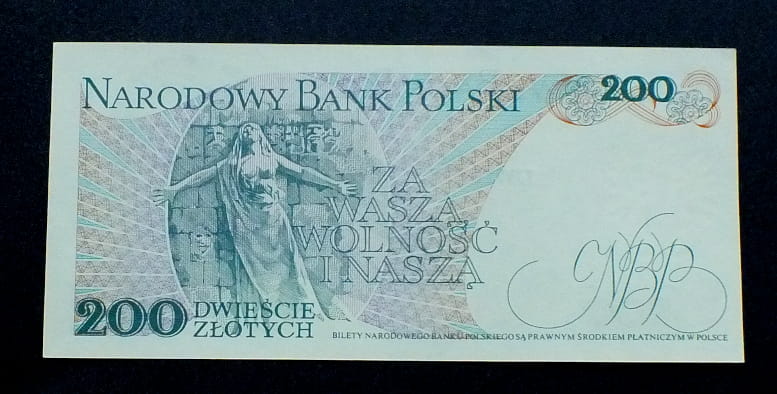 NARODOWY BANK POLSKI
200
ZA
WASZĄ
WOLNOŚĆ
I NASZĄ
NBP
200 DWIEŚCIE
ZŁOTYCH
BILETY NARODOWEGO BANKU POLSKIEGO SĄ PRAWNYM ŚRODKIEM PŁATNICZYM W POLSCE